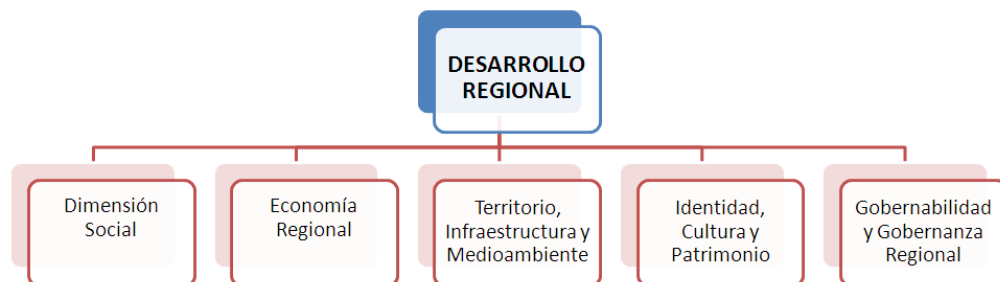 DESARROLLO
REGIONAL
Dimensión
Social
Economía
Regional
Territorio,
Infraestructura y
Medioambiente
Identidad,
Cultura y
Patrimonio
Gobernabilidad
y Gobernanza
Regional